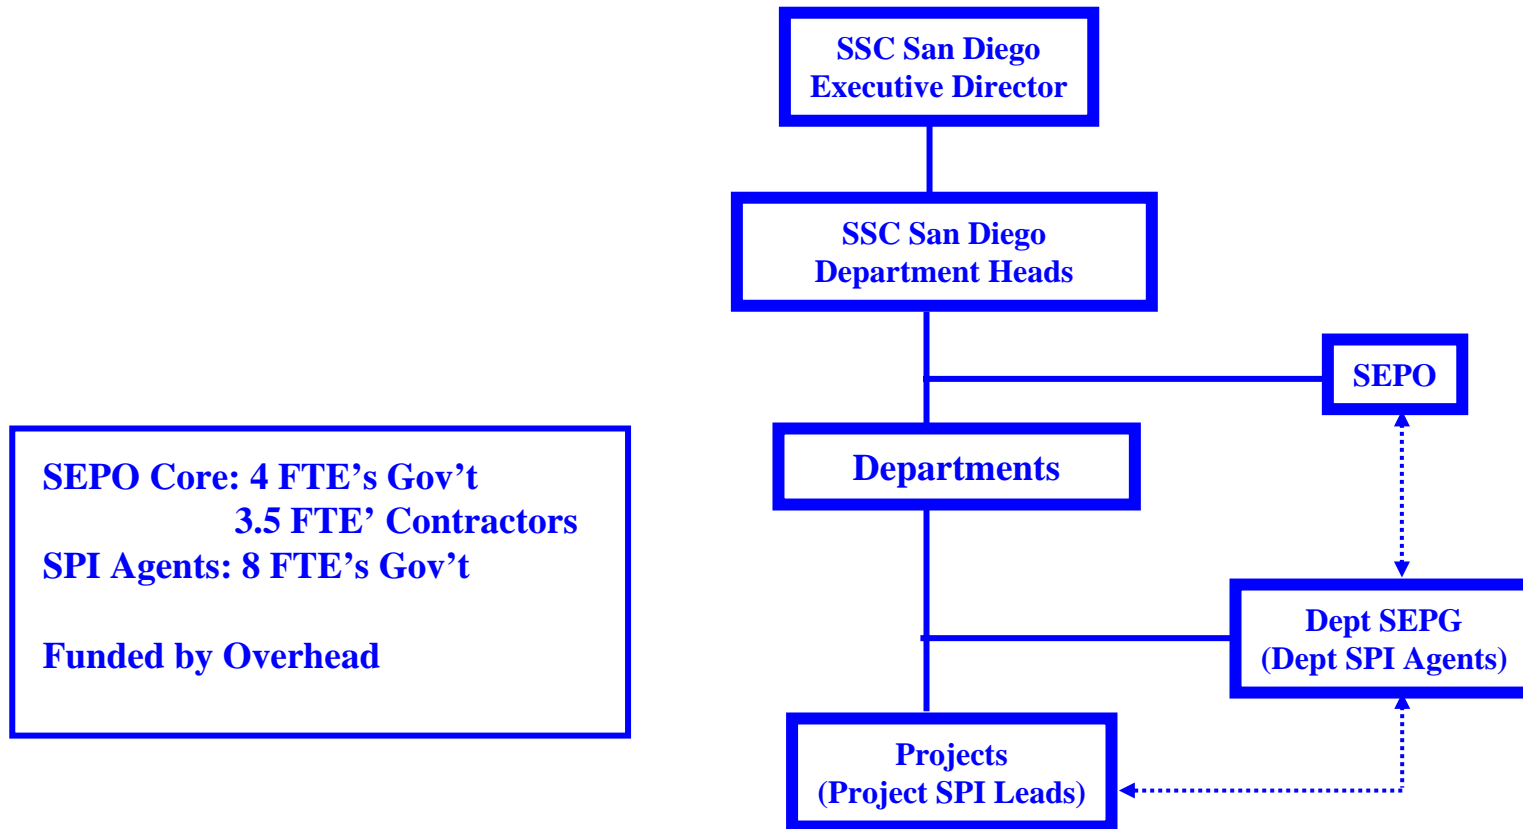 SSC San Diego
Executive Director
SSC San Diego
Department Heads
SEPO
Departments
SEPO Core: 4 FTE's Gov't
3.5 FTE' Contractors
SPI Agents: 8 FTE's Gov't
Funded by Overhead
Dept SEPG
(Dept SPI Agents)
Projects
(Project SPI Leads)